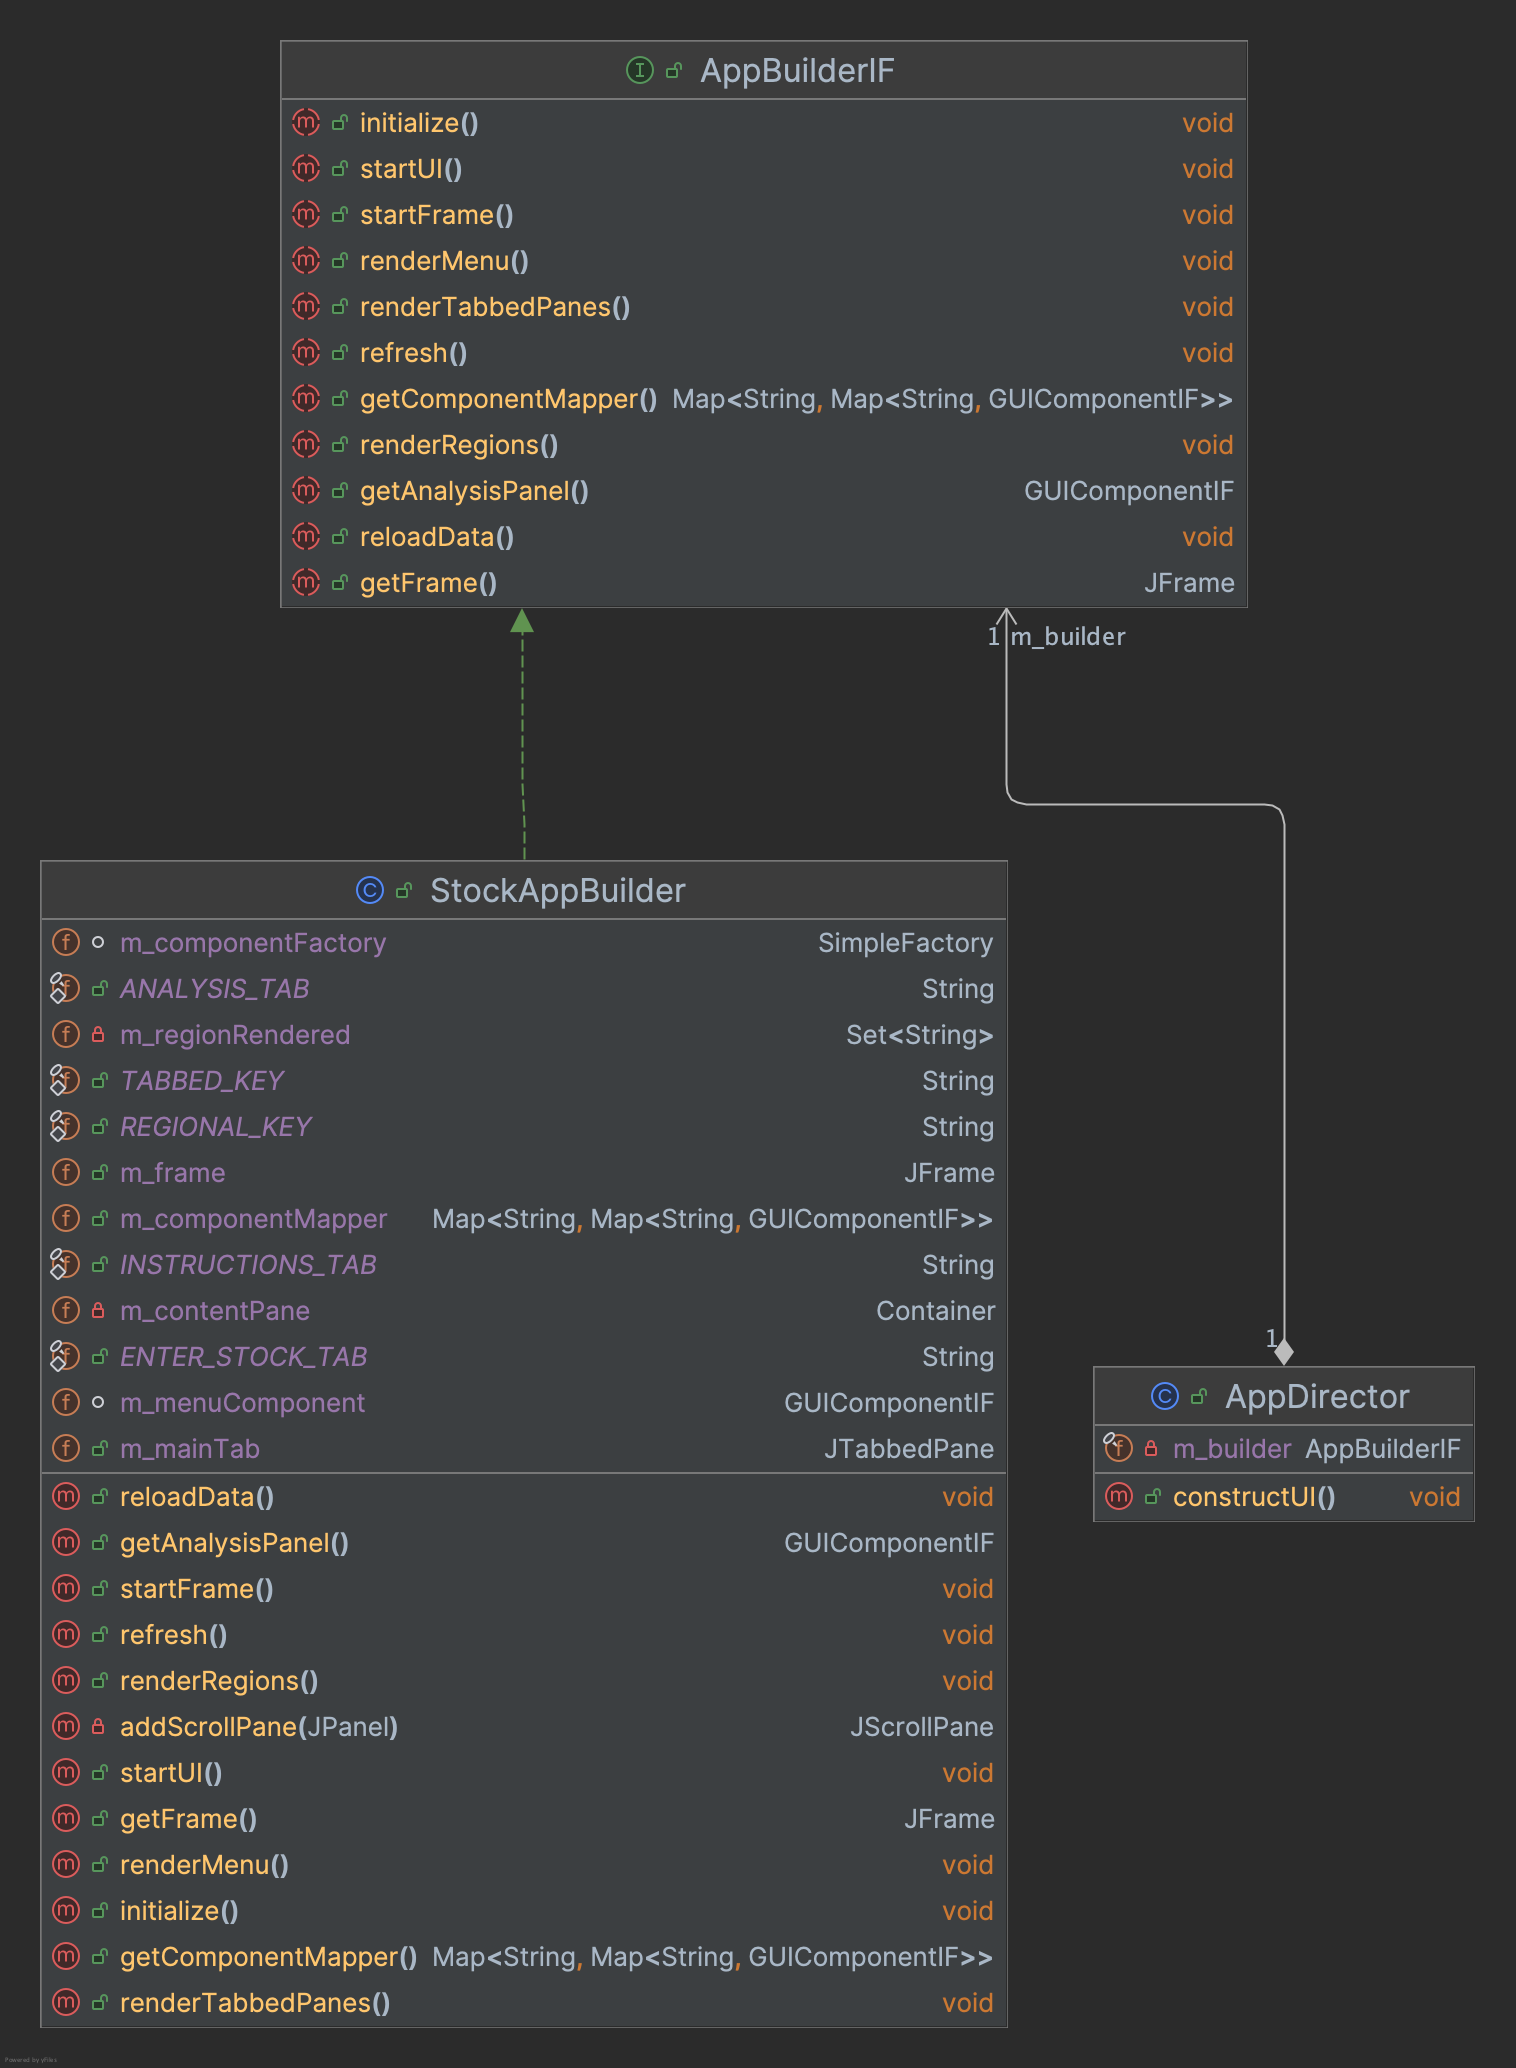 AppBuilderIF
initialize() void
startUI() void
startFrame() void
renderMenu() void
renderTabbedPanes() void
refresh() void
getComponentMapper() Map<String, Map<String, GUIComponentIF>>
renderRegions() void
getAnalysisPanel() GUIComponentIF
reloadData() void
getFrame() JFrame
1 m_builder
StockAppBuilder
m_componentFactory SimpleFactory
ANALYSIS_TAB String
m_regionRendered Set<String>
TABBED_KEY String
REGIONAL_KEY String
m_frame JFrame
m_componentMapper Map<String, Map<String, GUIComponentIF>>
INSTRUCTIONS_TAB String
m_contentPane Container
ENTER_STOCK_TAB String
m_menuComponent GUIComponentIF
m_mainTab JTabbedPane
reloadData() void
getAnalysisPanel() GUIComponentIF
startFrame() void
refresh() void
renderRegions() void
addScrollPane(JPanel) JScrollPane
startUI() void
getFrame() JFrame
renderMenu() void
initialize() void
getComponentMapper() Map<String, Map<String, GUIComponentIF>>
renderTabbedPanes() void
1
AppDirector
m_builder AppBuilderIF
constructUI() void
Powered by yFiles